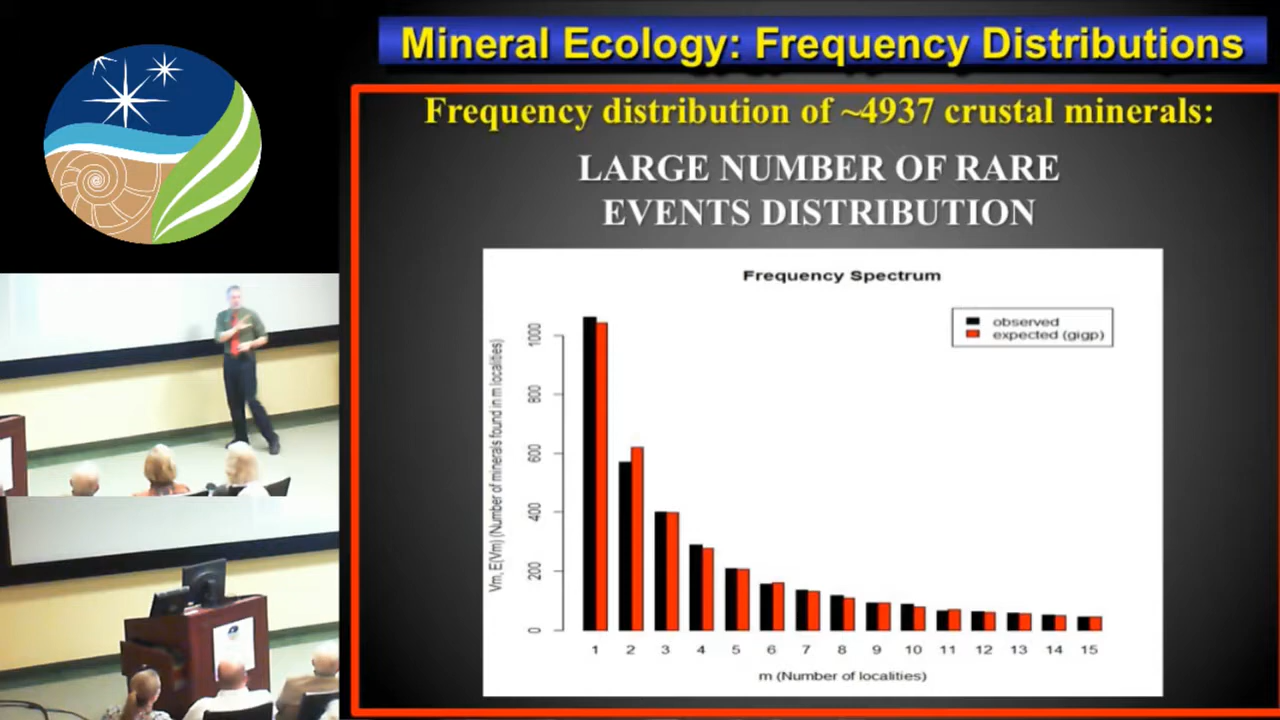 Mineral Ecology: Frequency Distributions
Frequency distribution of ~4937 crustal minerals:
LARGE NUMBER OF RARE
EVENTS DISTRIBUTION
Frequency Spectrum
observed
expected (gigp)
Vm, E(Vm) (Number of minerals found in m localities)
1000
800
600
400
200
0
1 2 3 4 5 6 7 8 9 10 11 12 13 14 15
m (Number of localities)